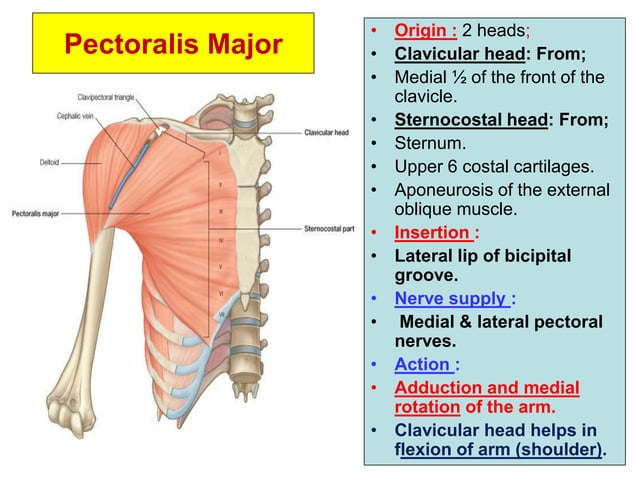 Pectoralis Major
Clavipectoral triangle
Cephalic vein
Deltoid
Pectoralis major
Clavicular head
Sternocostal part
I
II
III
IV
V
VI
VII
• Origin : 2 heads;
• Clavicular head: From;
• Medial ½ of the front of the
clavicle.
• Sternocostal head: From;
• Sternum.
• Upper 6 costal cartilages.
• Aponeurosis of the external
oblique muscle.
• Insertion :
• Lateral lip of bicipital
groove.
• Nerve supply :
• Medial & lateral pectoral
nerves.
• Action :
• Adduction and medial
rotation of the arm.
• Clavicular head helps in
flexion of arm (shoulder).